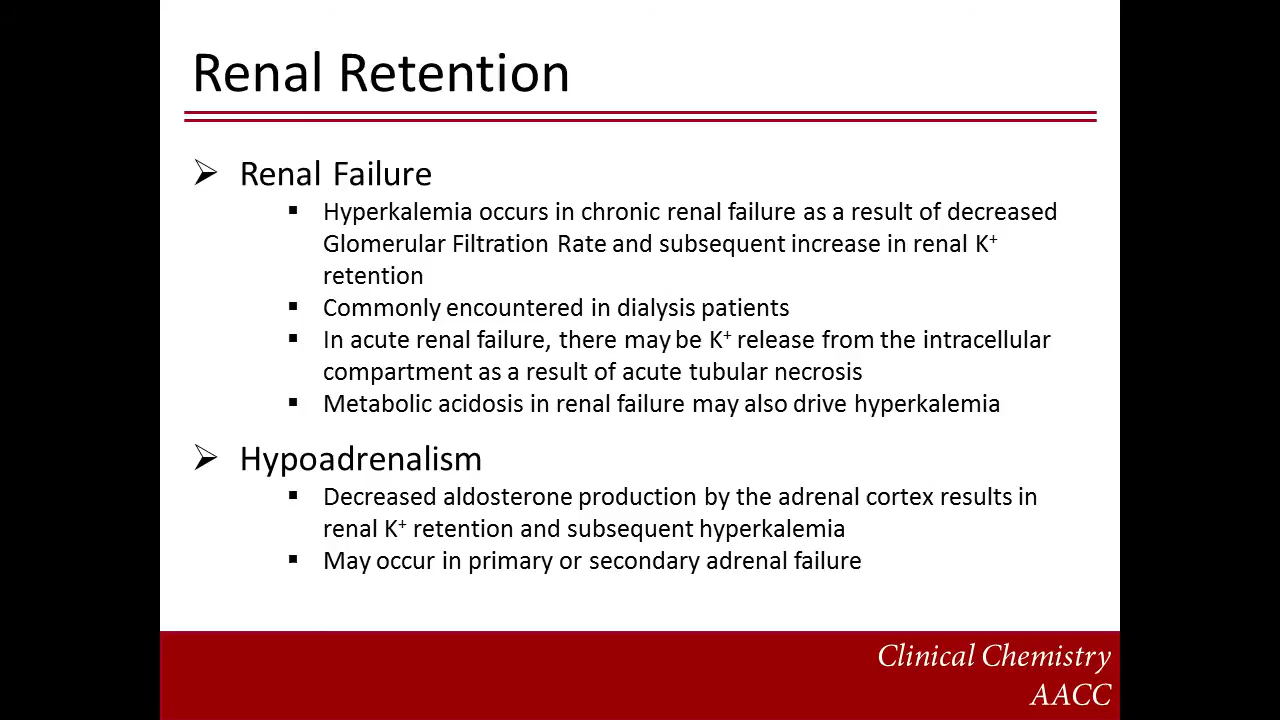 Renal Retention
➢ Renal Failure
▪ Hyperkalemia occurs in chronic renal failure as a result of decreased
Glomerular Filtration Rate and subsequent increase in renal K⁺
retention
▪ Commonly encountered in dialysis patients
▪ In acute renal failure, there may be K⁺ release from the intracellular
compartment as a result of acute tubular necrosis
▪ Metabolic acidosis in renal failure may also drive hyperkalemia
➢ Hypoadrenalism
▪ Decreased aldosterone production by the adrenal cortex results in
renal K⁺ retention and subsequent hyperkalemia
▪ May occur in primary or secondary adrenal failure
Clinical Chemistry
AACC